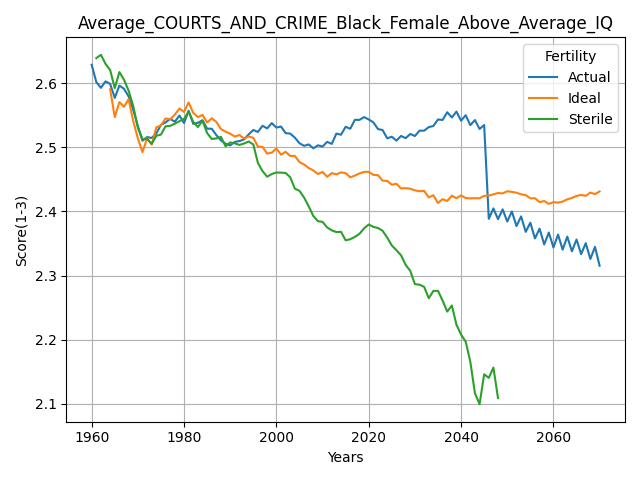 Average_COURTS_AND_CRIME_Black_Female_Above_Average_IQ
Fertility
Actual
Ideal
Sterile
Score(1-3)
2.6
2.5
2.4
2.3
2.2
2.1
1960 1980 2000 2020 2040 2060
Years